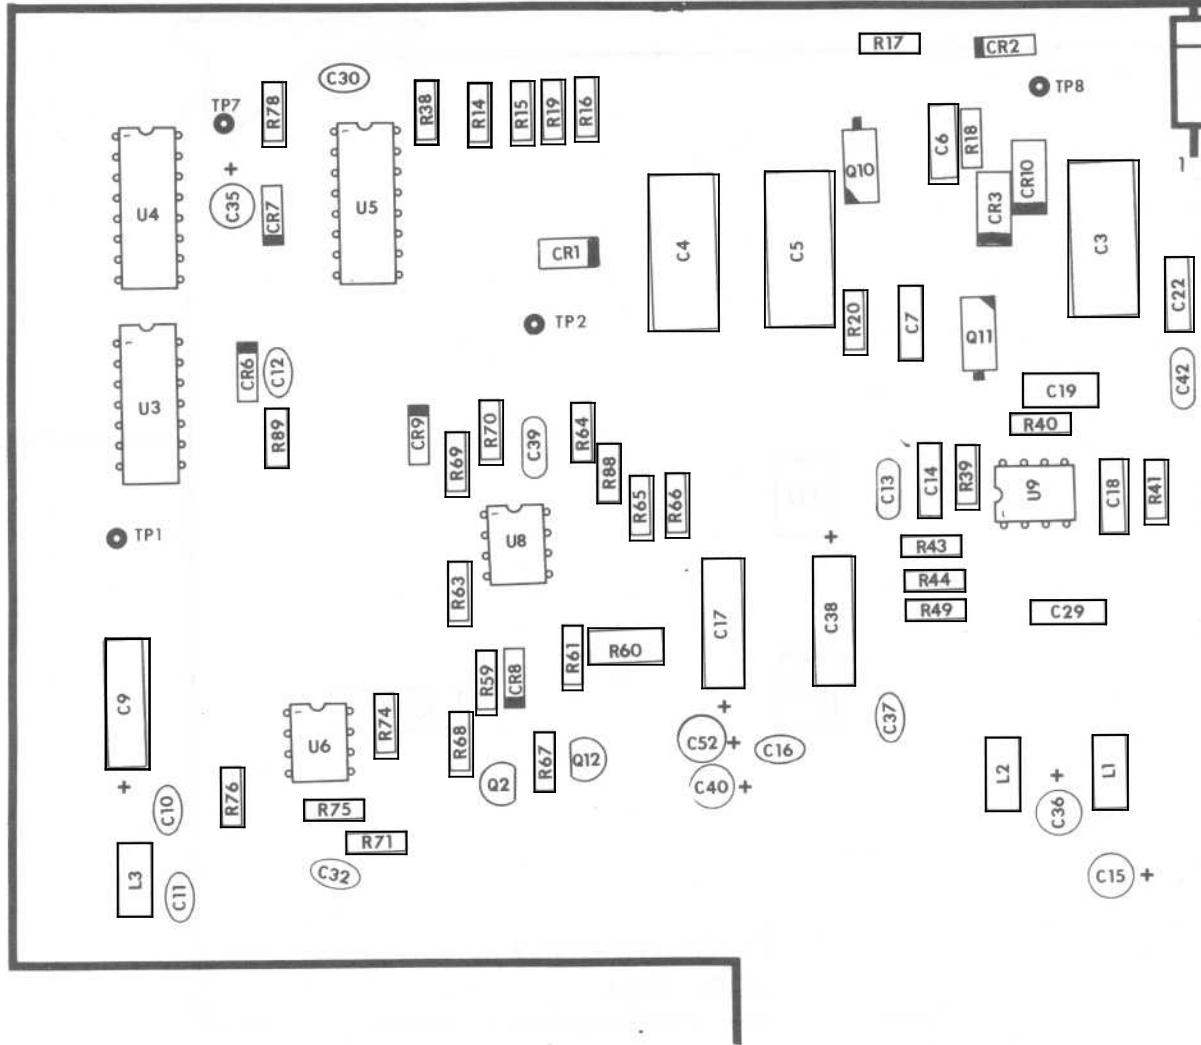 R17
CR2
C30
TP8
TP7
R78
R38
R14
R15
R19
R16
C6
R18
Q10
CR10
1
U4
C35
CR7
U5
CR3
C4
C5
C3
CR1
C22
TP2
R20
C7
Q11
CR6
C12
C42
C19
U3
R40
R89
CR9
R69
R70
C39
R64
R88
C13
C14
R39
U9
C18
R41
R65
R66
TP1
U8
+
R43
R44
R63
R49
C29
C17
C38
R61
R60
R59
CR8
C9
+
C37
U6
R74
R68
R67
Q12
C52 +
C16
L2
L1
+
Q2
C40 +
+
R76
C10
R75
C36
R71
C32
L3
C11
C15 +